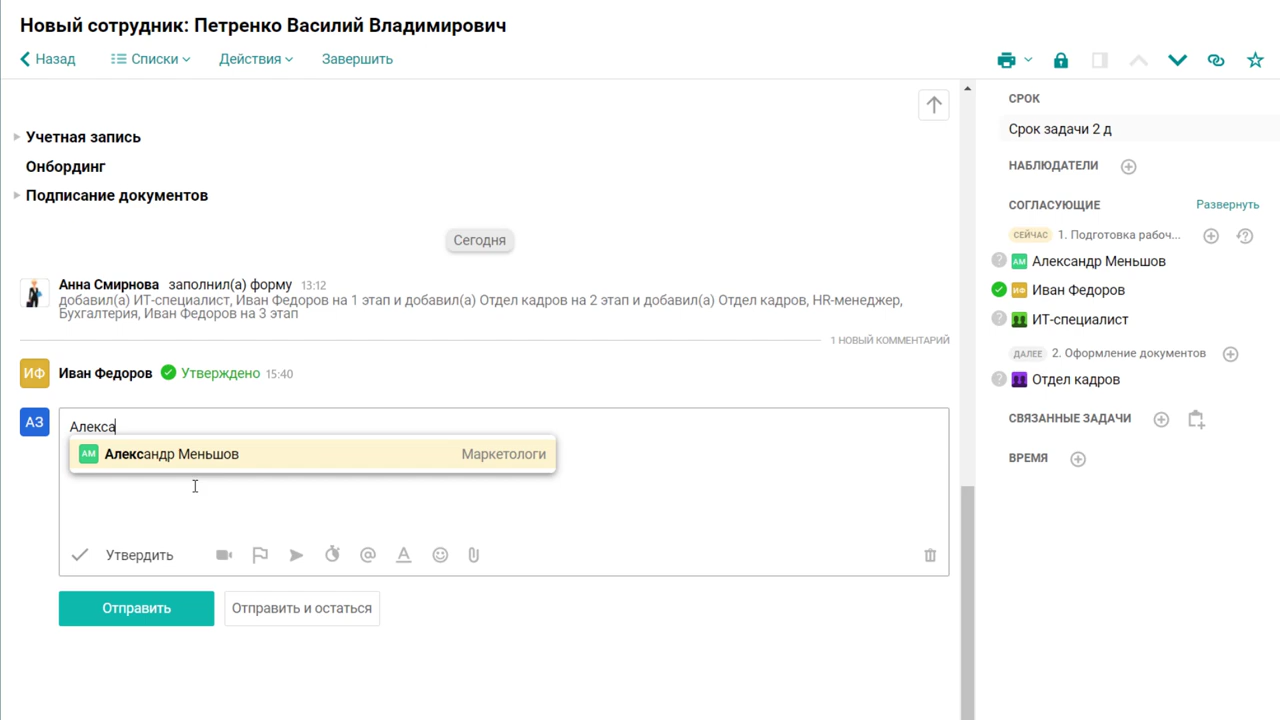 Новый сотрудник: Петренко Василий Владимирович
Назад Списки Действия Завершить
Учетная запись
Онбординг
Подписание документов
Сегодня
Анна Смирнова заполнил(а) форму 13:12
добавил(а) ИТ-специалист, Иван Федоров на 1 этап и добавил(а) Отдел кадров на 2 этап и добавил(а) Отдел кадров, HR-менеджер,
Бухгалтерия, Иван Федоров на 3 этап
1 НОВЫЙ КОММЕНТАРИЙ
ИФ Иван Федоров Утверждено 15:40
АЗ Алекса
АМ Александр Меньшов Маркетологи
Утвердить
Отправить Отправить и остаться
СРОК
Срок задачи 2 д
НАБЛЮДАТЕЛИ
СОГЛАСУЮЩИЕ Развернуть
СЕЙЧАС 1. Подготовка рабоч...
АМ Александр Меньшов
ИФ Иван Федоров
ИТ-специалист
ДАЛЕЕ 2. Оформление документов
Отдел кадров
СВЯЗАННЫЕ ЗАДАЧИ
ВРЕМЯ